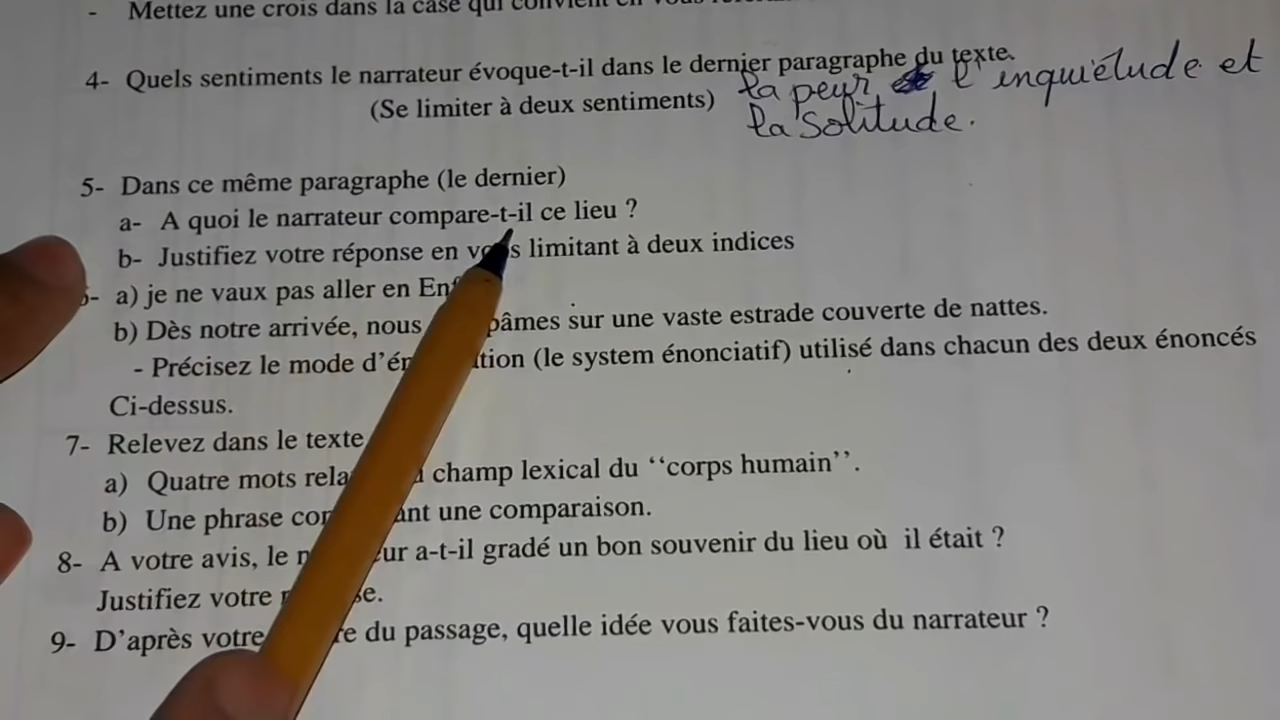 - Mettez une crois dans la case qui convient en
4- Quels sentiments le narrateur évoque-t-il dans le dernier paragraphe du texte.
(Se limiter à deux sentiments) la peur, l'inquiétude et
la solitude.
5- Dans ce même paragraphe (le dernier)
a- A quoi le narrateur compare-t-il ce lieu ?
b- Justifiez votre réponse en vous limitant à deux indices
a) je ne vaux pas aller en
b) Dès notre arrivée, nous pâmes sur une vaste estrade couverte de nattes.
- Précisez le mode tion (le system énonciatif) utilisé dans chacun des deux énoncés
Ci-dessus.
7- Relevez dans le texte
a) Quatre mots champ lexical du ‘‘corps humain’’.
b) Une phrase ant une comparaison.
8- A votre avis, le a-t-il gradé un bon souvenir du lieu où il était ?
Justifiez votre
9- D'après votre du passage, quelle idée vous faites-vous du narrateur ?